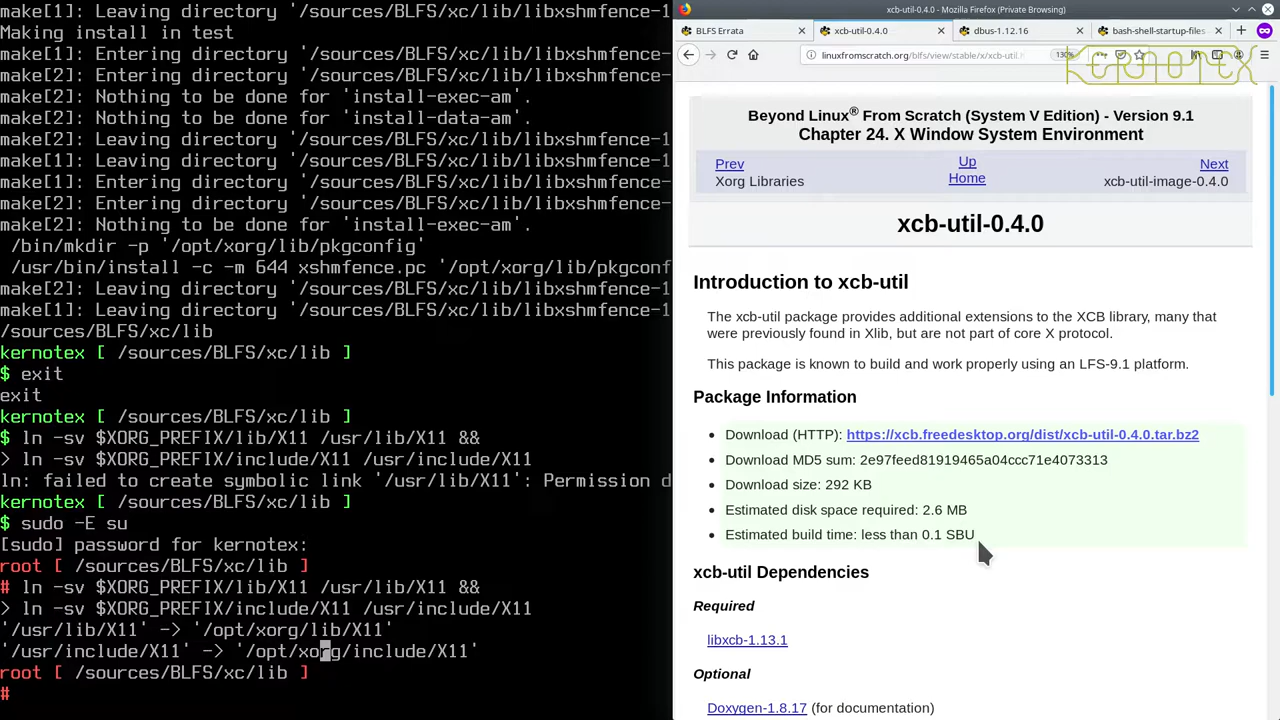 make[1]: Leaving directory '/sources/BLFS/xc/lib/libxshmfence-1
Making install in test
make[1]: Entering directory '/sources/BLFS/xc/lib/libxshmfence-1
make[2]: Entering directory '/sources/BLFS/xc/lib/libxshmfence-1
make[2]: Nothing to be done for 'install-exec-am'.
make[2]: Nothing to be done for 'install-data-am'.
make[2]: Leaving directory '/sources/BLFS/xc/lib/libxshmfence-1
make[1]: Leaving directory '/sources/BLFS/xc/lib/libxshmfence-1
make[1]: Entering directory '/sources/BLFS/xc/lib/libxshmfence-1
make[2]: Entering directory '/sources/BLFS/xc/lib/libxshmfence-1
make[2]: Nothing to be done for 'install-exec-am'.
/bin/mkdir -p '/opt/xorg/lib/pkgconfig'
/usr/bin/install -c -m 644 xshmfence.pc '/opt/xorg/lib/pkgconf
make[2]: Leaving directory '/sources/BLFS/xc/lib/libxshmfence-1
make[1]: Leaving directory '/sources/BLFS/xc/lib/libxshmfence-1
/sources/BLFS/xc/lib
kernotex [ /sources/BLFS/xc/lib ]
$ exit
exit
kernotex [ /sources/BLFS/xc/lib ]
$ ln -sv $XORG_PREFIX/lib/X11 /usr/lib/X11 &&
> ln -sv $XORG_PREFIX/include/X11 /usr/include/X11
ln: failed to create symbolic link '/usr/lib/X11': Permission d
kernotex [ /sources/BLFS/xc/lib ]
$ sudo -E su
[sudo] password for kernotex:
root [ /sources/BLFS/xc/lib ]
# ln -sv $XORG_PREFIX/lib/X11 /usr/lib/X11 &&
> ln -sv $XORG_PREFIX/include/X11 /usr/include/X11
'/usr/lib/X11' -> '/opt/xorg/lib/X11'
'/usr/include/X11' -> '/opt/xorg/include/X11'
root [ /sources/BLFS/xc/lib ]
#
xcb-util-0.4.0 - Mozilla Firefox (Private Browsing)
BLFS Errata
xcb-util-0.4.0
dbus-1.12.16
bash-shell-startup-files
linuxfromscratch.org/blfs/view/stable/x/xcb-util.h
130%
KERNOTEX
Beyond Linux® From Scratch (System V Edition) - Version 9.1
Chapter 24. X Window System Environment
Prev
Up
Next
Xorg Libraries
Home
xcb-util-image-0.4.0
xcb-util-0.4.0
Introduction to xcb-util
The xcb-util package provides additional extensions to the XCB library, many that
were previously found in Xlib, but are not part of core X protocol.
This package is known to build and work properly using an LFS-9.1 platform.
Package Information
• Download (HTTP): https://xcb.freedesktop.org/dist/xcb-util-0.4.0.tar.bz2
• Download MD5 sum: 2e97feed81919465a04ccc71e4073313
• Download size: 292 KB
• Estimated disk space required: 2.6 MB
• Estimated build time: less than 0.1 SBU
xcb-util Dependencies
Required
libxcb-1.13.1
Optional
Doxygen-1.8.17 (for documentation)